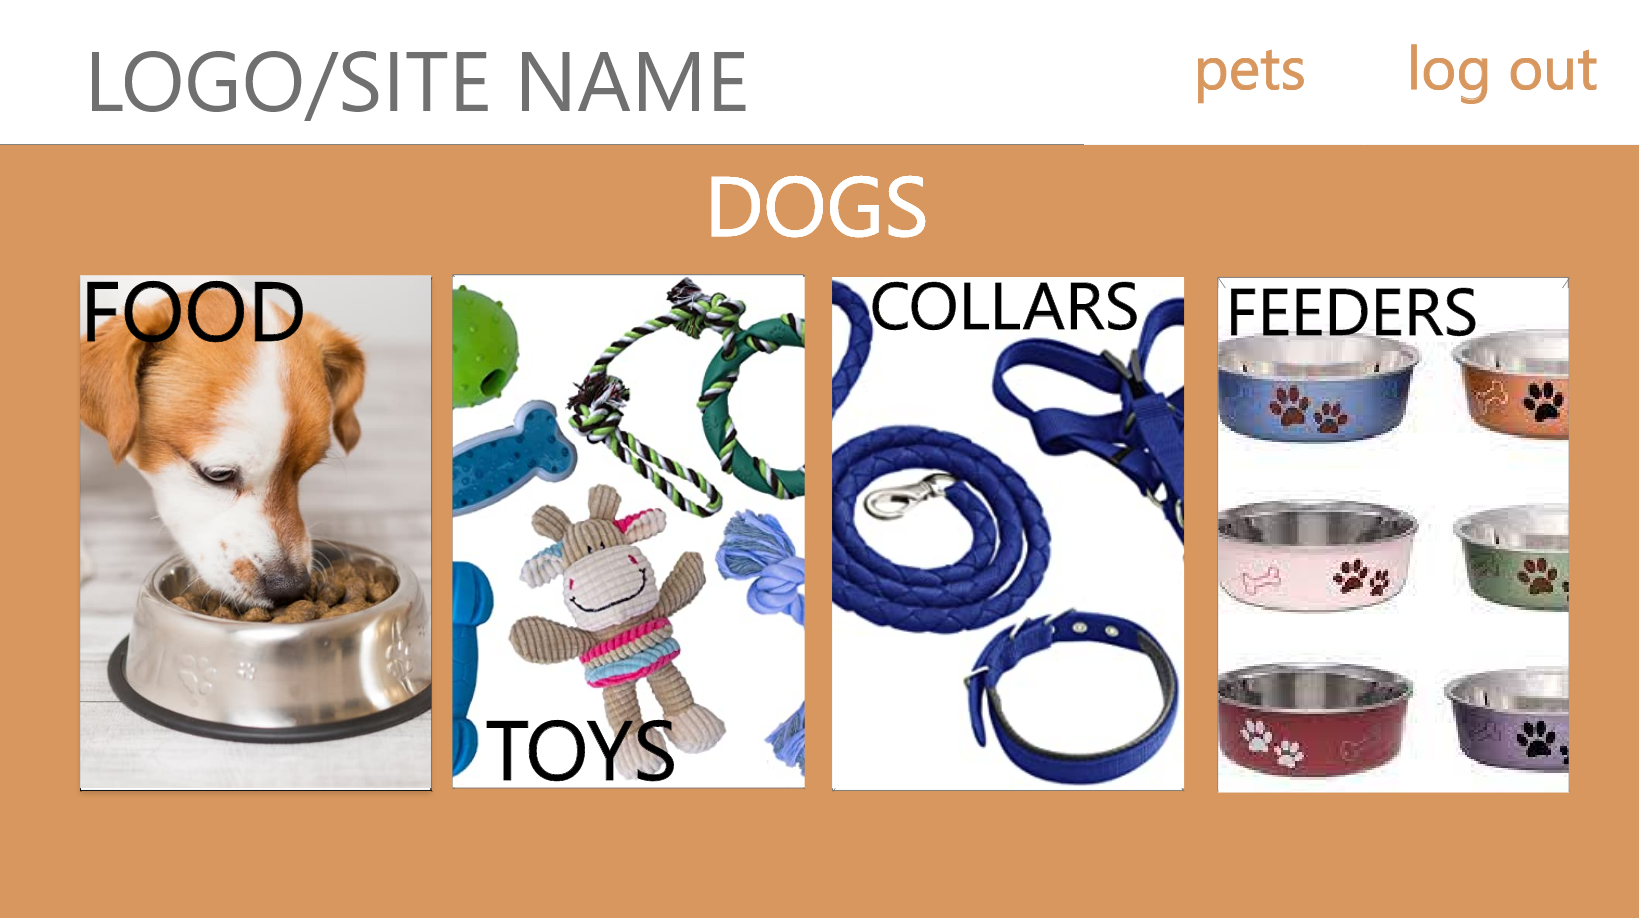 LOGO/SITE NAME
pets
log out
DOGS
FOOD
TOYS
COLLARS
FEEDERS